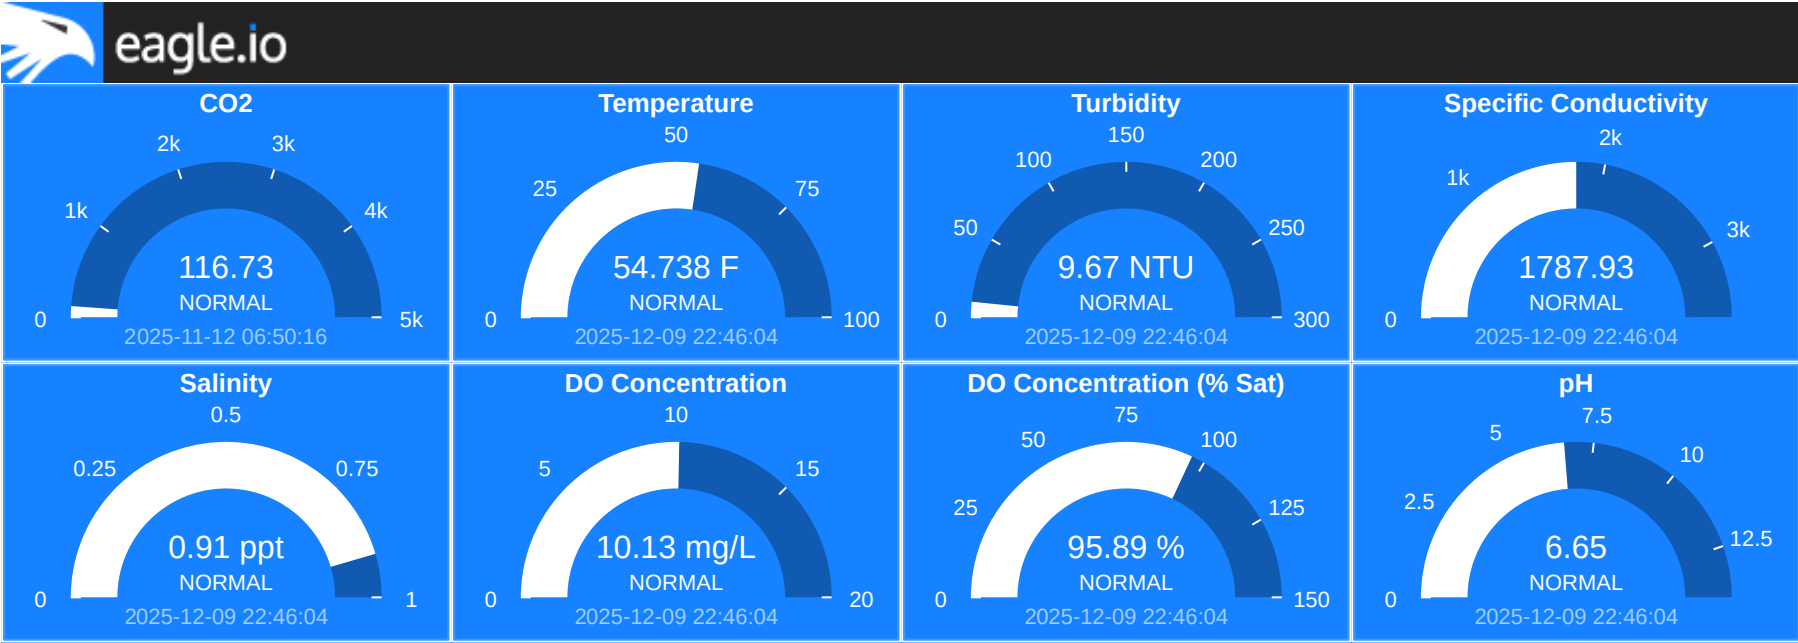 eagle.io
CO2
0
1k
2k
3k
4k
5k
116.73
NORMAL
2025-11-12 06:50:16
Temperature
0
25
50
75
100
54.738 F
NORMAL
2025-12-09 22:46:04
Turbidity
0
50
100
150
200
250
300
9.67 NTU
NORMAL
2025-12-09 22:46:04
Specific Conductivity
0
1k
2k
3k
1787.93
NORMAL
2025-12-09 22:46:04
Salinity
0
0.25
0.5
0.75
1
0.91 ppt
NORMAL
2025-12-09 22:46:04
DO Concentration
0
5
10
15
20
10.13 mg/L
NORMAL
2025-12-09 22:46:04
DO Concentration (% Sat)
0
25
50
75
100
125
150
95.89 %
NORMAL
2025-12-09 22:46:04
pH
0
2.5
5
7.5
10
12.5
6.65
NORMAL
2025-12-09 22:46:04